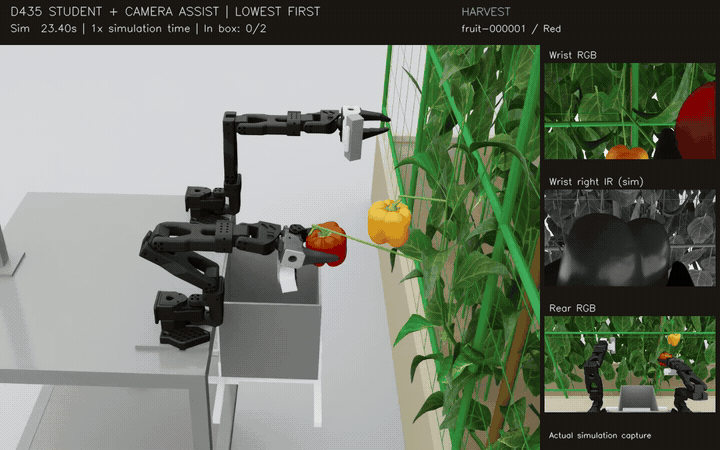 D435 STUDENT + CAMERA ASSIST | LOWEST FIRST
Sim 23.40s | 1x simulation time | In box: 0/2
HARVEST
fruit-000001 / Red
Wrist RGB
Wrist right IR (sim)
Rear RGB
Actual simulation capture